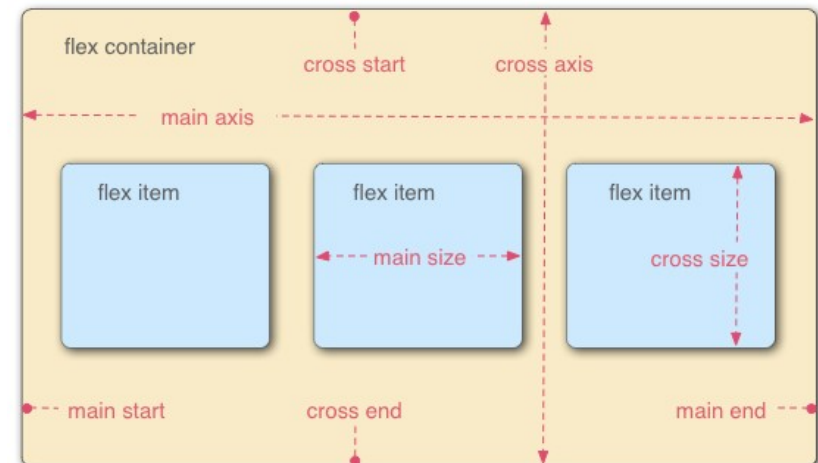 flex container
cross start
cross axis
main axis
flex item
flex item
flex item
main size
cross size
main start
cross end
main end